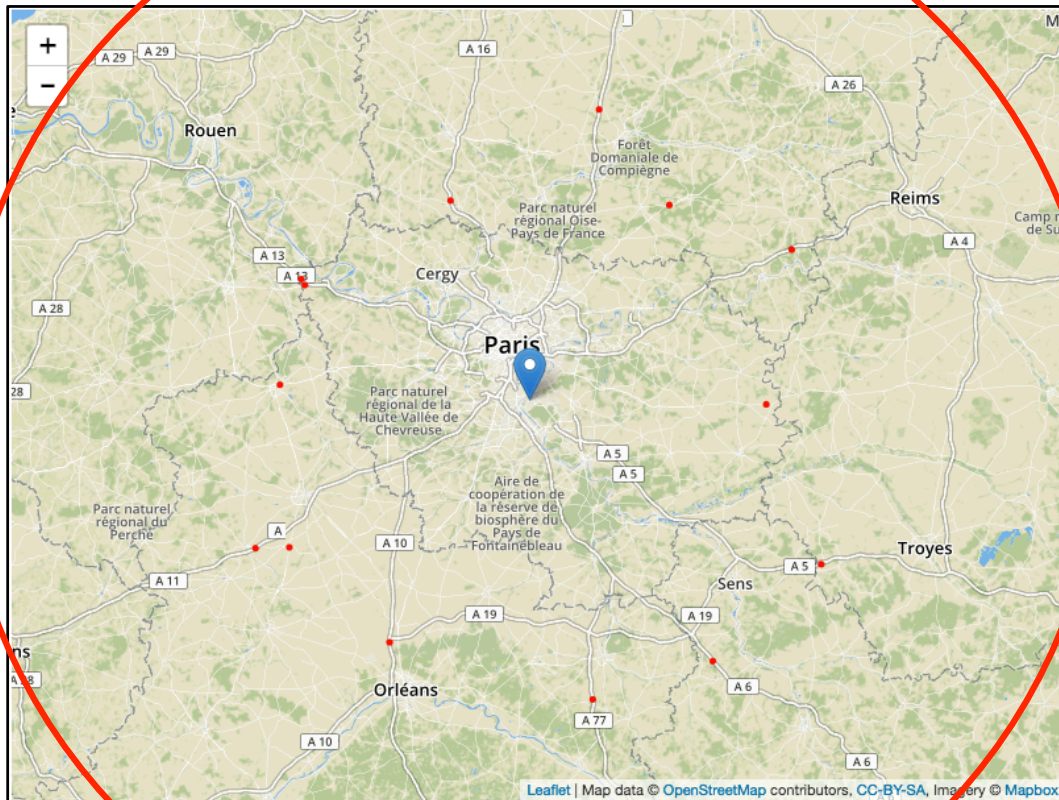 +
−
A 29
A 29
A 16
A 26
Rouen
Forêt
Domaniale de
Compiègne
Reims
Parc naturel
régional Oise-
Pays de France
A 4
A 13
A 13
Cergy
A 28
Paris
28
Parc naturel
régional de la
Haute Vallée de
Chevreuse
A 5
A 5
Aire de
coopération de
la réserve de
biosphère du
Pays de
Fontainebleau
Parc naturel
régional du
Perche
A
A 10
Troyes
A 11
A 5
Sens
A 19
A 19
ns
Orléans
A 6
A 77
A 10
A 6
Leaflet | Map data © OpenStreetMap contributors, CC-BY-SA, Imagery © Mapbox